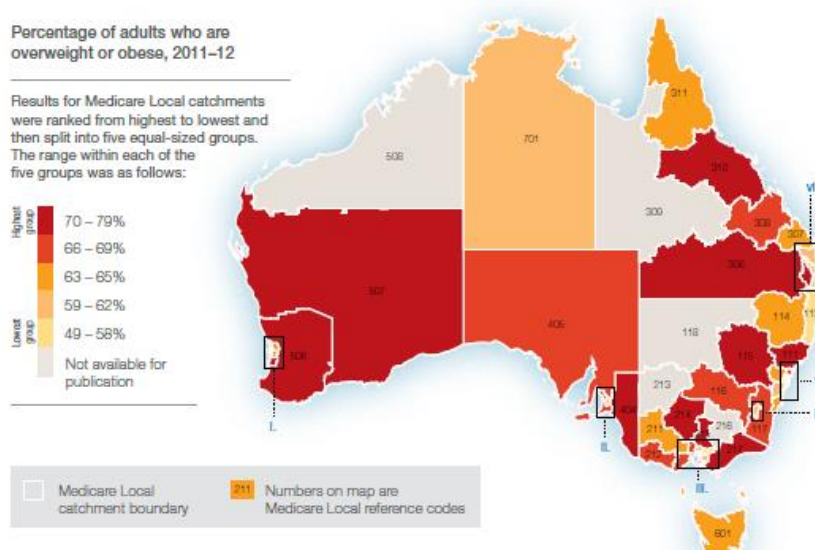 Percentage of adults who are
overweight or obese, 2011–12
Results for Medicare Local catchments
were ranked from highest to lowest and
then split into five equal-sized groups.
The range within each of the
five groups was as follows:
Highest group
70 – 79%
66 – 69%
63 – 65%
59 – 62%
49 – 58%
Lowest group
Not available for
publication
311
701
508
310
309
308
307
306
507
405
114
118
115
506
213
116
404
214
211
216
117
212
I.
II.
III.
601
Medicare Local
catchment boundary
211
Numbers on map are
Medicare Local reference codes